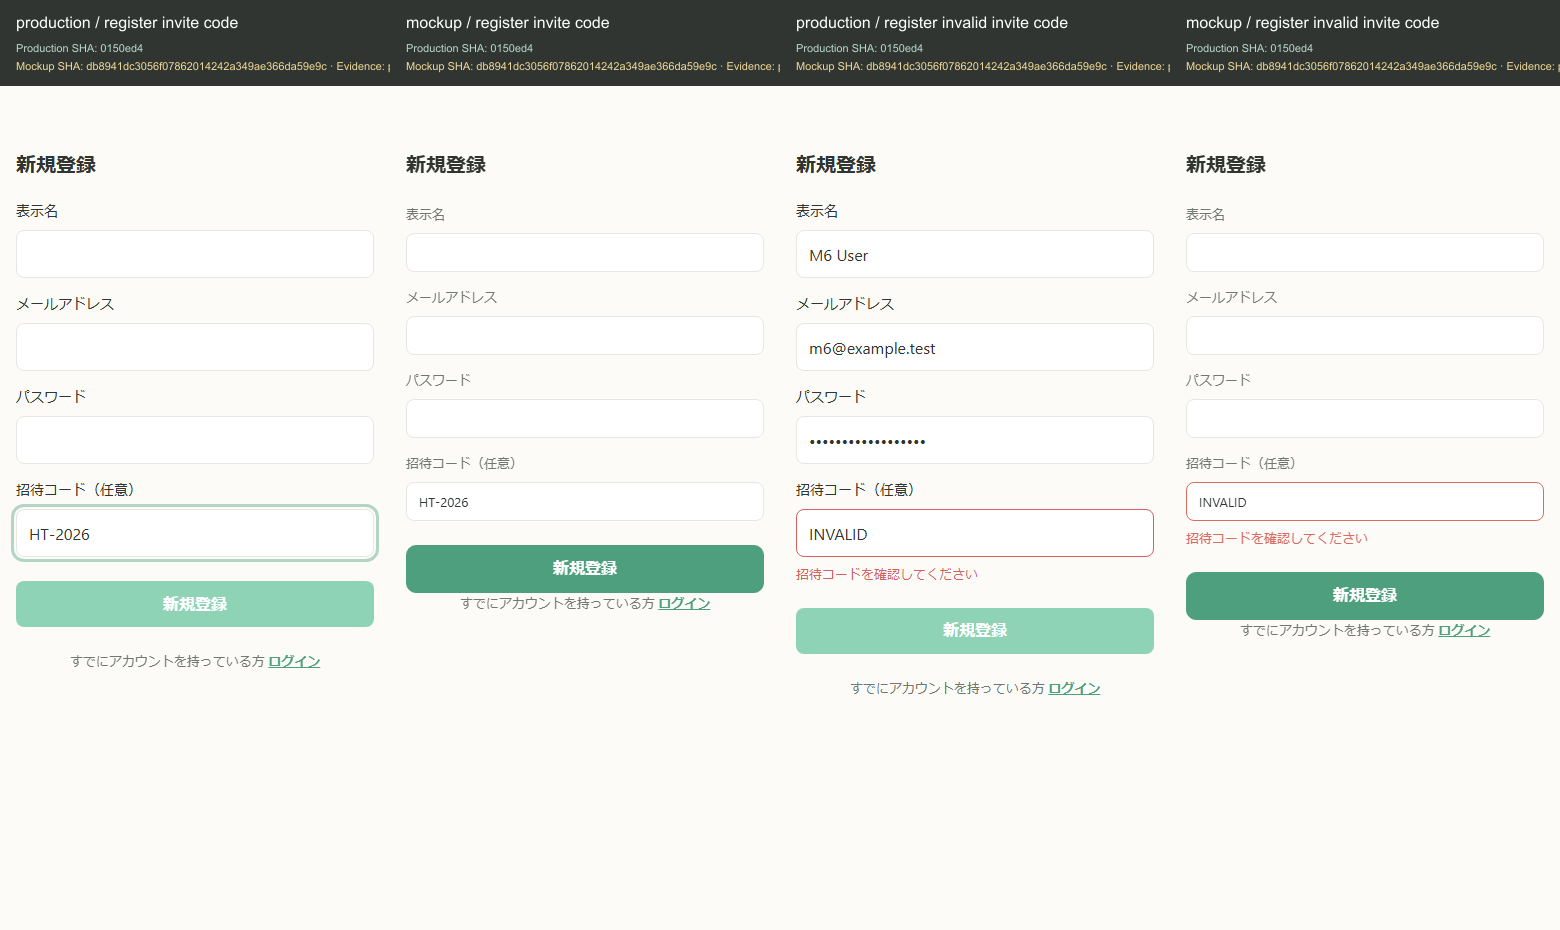 production / register invite code
Production SHA: 0150ed4
Mockup SHA: db8941dc3056f07862014242a349ae366da59e9c · Evidence:
新規登録
表示名
メールアドレス
パスワード
招待コード（任意）
HT-2026
新規登録
すでにアカウントを持っている方 ログイン
mockup / register invite code
Production SHA: 0150ed4
Mockup SHA: db8941dc3056f07862014242a349ae366da59e9c · Evidence:
新規登録
表示名
メールアドレス
パスワード
招待コード（任意）
HT-2026
新規登録
すでにアカウントを持っている方 ログイン
production / register invalid invite code
Production SHA: 0150ed4
Mockup SHA: db8941dc3056f07862014242a349ae366da59e9c · Evidence:
新規登録
表示名
M6 User
メールアドレス
m6@example.test
パスワード
••••••••••••••••••
招待コード（任意）
INVALID
招待コードを確認してください
新規登録
すでにアカウントを持っている方 ログイン
mockup / register invalid invite code
Production SHA: 0150ed4
Mockup SHA: db8941dc3056f07862014242a349ae366da59e9c · Evidence:
新規登録
表示名
メールアドレス
パスワード
招待コード（任意）
INVALID
招待コードを確認してください
新規登録
すでにアカウントを持っている方 ログイン